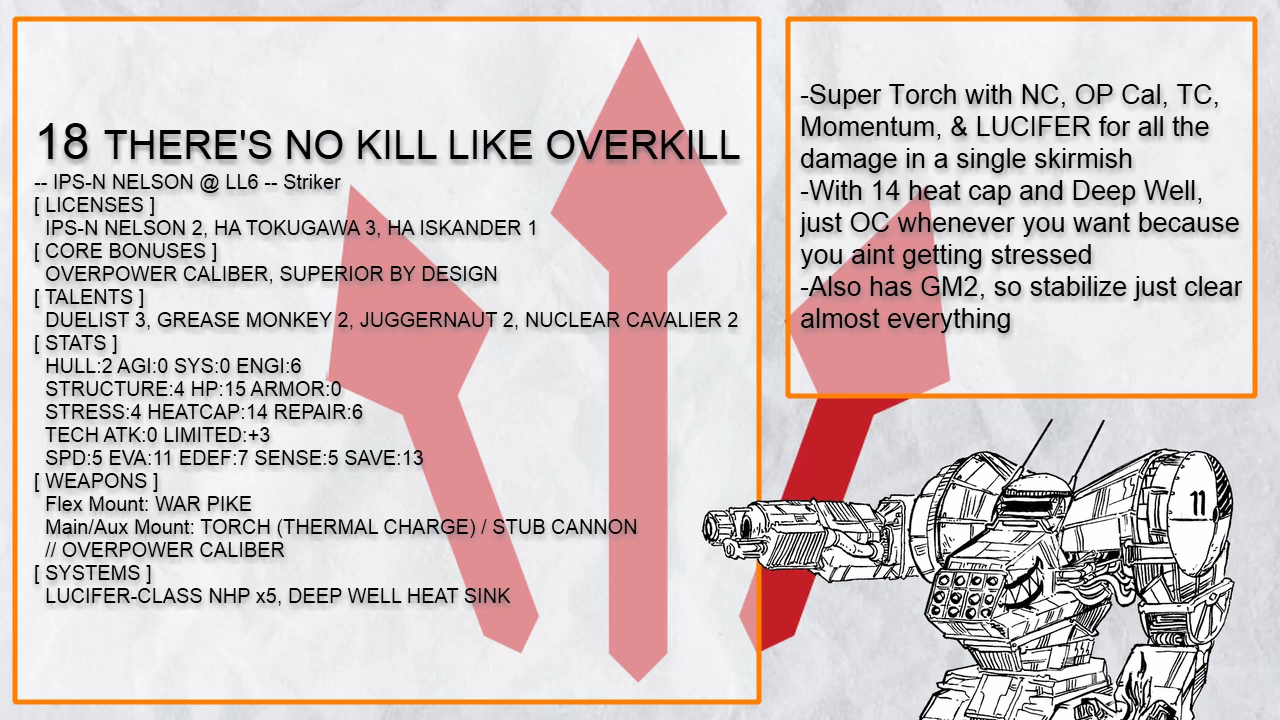 18 THERE'S NO KILL LIKE OVERKILL
-- IPS-N NELSON @ LL6 -- Striker
[ LICENSES ]
IPS-N NELSON 2, HA TOKUGAWA 3, HA ISKANDER 1
[ CORE BONUSES ]
OVERPOWER CALIBER, SUPERIOR BY DESIGN
[ TALENTS ]
DUELIST 3, GREASE MONKEY 2, JUGGERNAUT 2, NUCLEAR CAVALIER 2
[ STATS ]
HULL:2 AGI:0 SYS:0 ENGI:6
STRUCTURE:4 HP:15 ARMOR:0
STRESS:4 HEATCAP:14 REPAIR:6
TECH ATK:0 LIMITED:+3
SPD:5 EVA:11 EDEF:7 SENSE:5 SAVE:13
[ WEAPONS ]
Flex Mount: WAR PIKE
Main/Aux Mount: TORCH (THERMAL CHARGE) / STUB CANNON
// OVERPOWER CALIBER
[ SYSTEMS ]
LUCIFER-CLASS NHP x5, DEEP WELL HEAT SINK
-Super Torch with NC, OP Cal, TC,
Momentum, & LUCIFER for all the
damage in a single skirmish
-With 14 heat cap and Deep Well,
just OC whenever you want because
you aint getting stressed
-Also has GM2, so stabilize just clear
almost everything
11